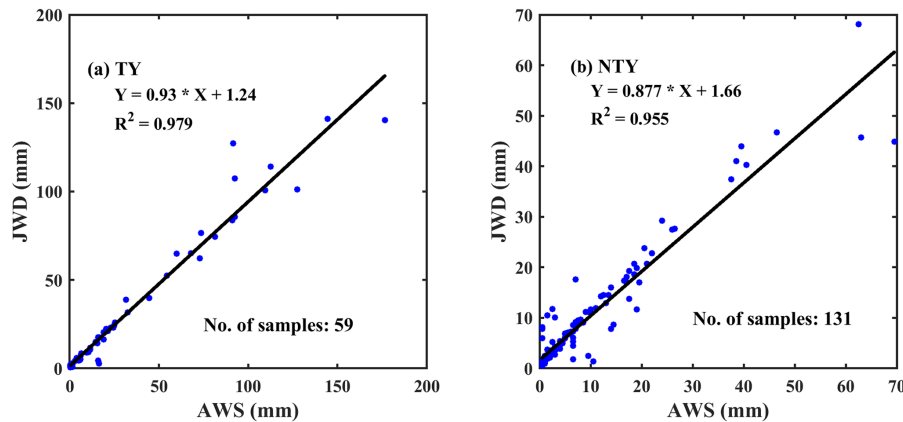 (a) TY
Y = 0.93 * X + 1.24
R² = 0.979
No. of samples: 59
JWD (mm)
200
150
100
50
0
0 50 100 150 200
AWS (mm)
(b) NTY
Y = 0.877 * X + 1.66
R² = 0.955
No. of samples: 131
JWD (mm)
70
60
50
40
30
20
10
0
0 10 20 30 40 50 60 70
AWS (mm)